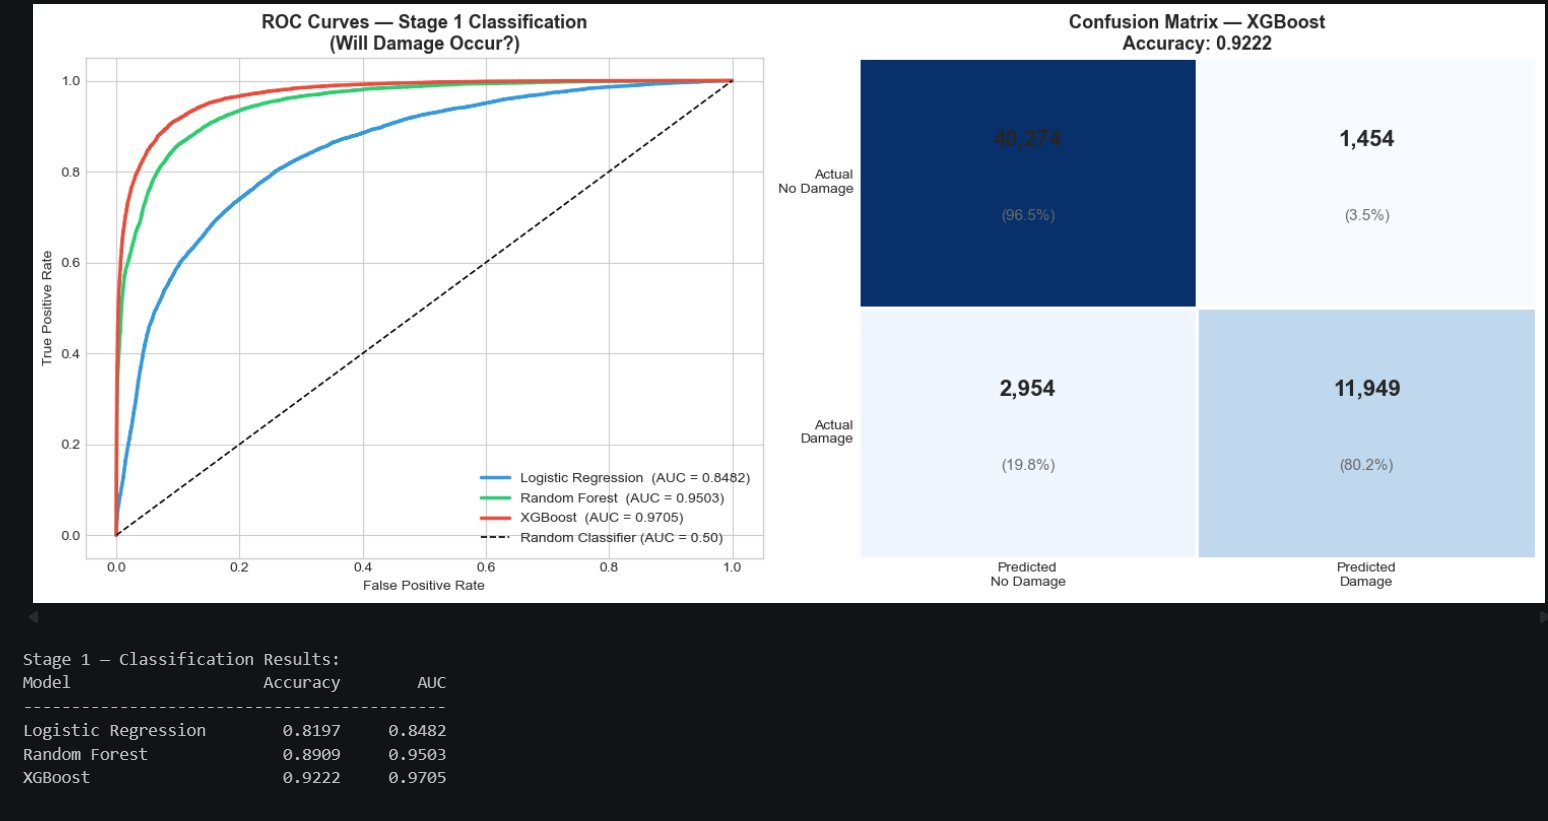 ROC Curves — Stage 1 Classification
(Will Damage Occur?)
1.0
0.8
0.6
0.4
0.2
0.0
True Positive Rate
Logistic Regression (AUC = 0.8482)
Random Forest (AUC = 0.9503)
XGBoost (AUC = 0.9705)
Random Classifier (AUC = 0.50)
0.0 0.2 0.4 0.6 0.8 1.0
False Positive Rate
Confusion Matrix — XGBoost
Accuracy: 0.9222
Actual
No Damage
40,274 1,454
(96.5%) (3.5%)
Actual
Damage
2,954 11,949
(19.8%) (80.2%)
Predicted
No Damage
Predicted
Damage
Stage 1 — Classification Results:
Model Accuracy AUC
--------------------------------------------
Logistic Regression 0.8197 0.8482
Random Forest 0.8909 0.9503
XGBoost 0.9222 0.9705